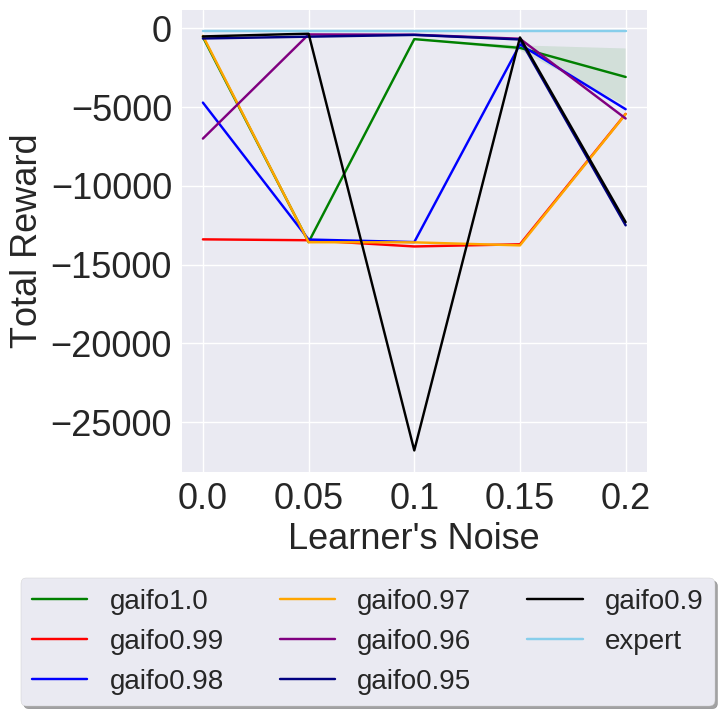 0
−5000
−10000
−15000
−20000
−25000
Total Reward
0.0 0.05 0.1 0.15 0.2
Learner's Noise
gaifo1.0 gaifo0.97 gaifo0.9
gaifo0.99 gaifo0.96 expert
gaifo0.98 gaifo0.95